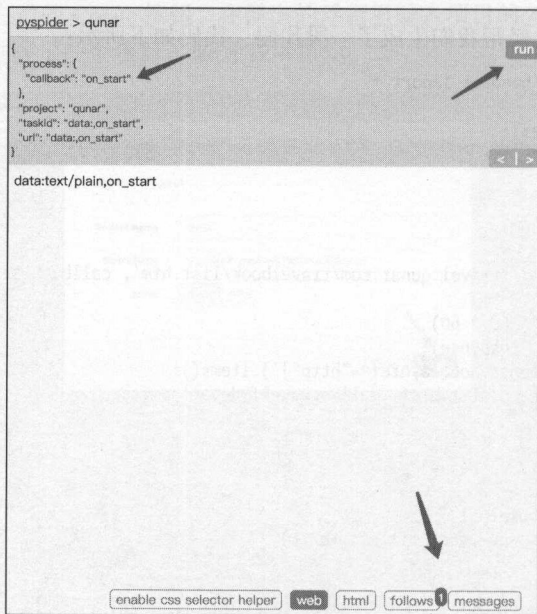 pyspider > qunar
{
run
"process": {
"callback": "on_start"
},
"project": "qunar",
"taskid": "data:,on_start",
"url": "data:,on_start"
}
< | >
data:text/plain,on_start
enable css selector helper web html follows 1 messages